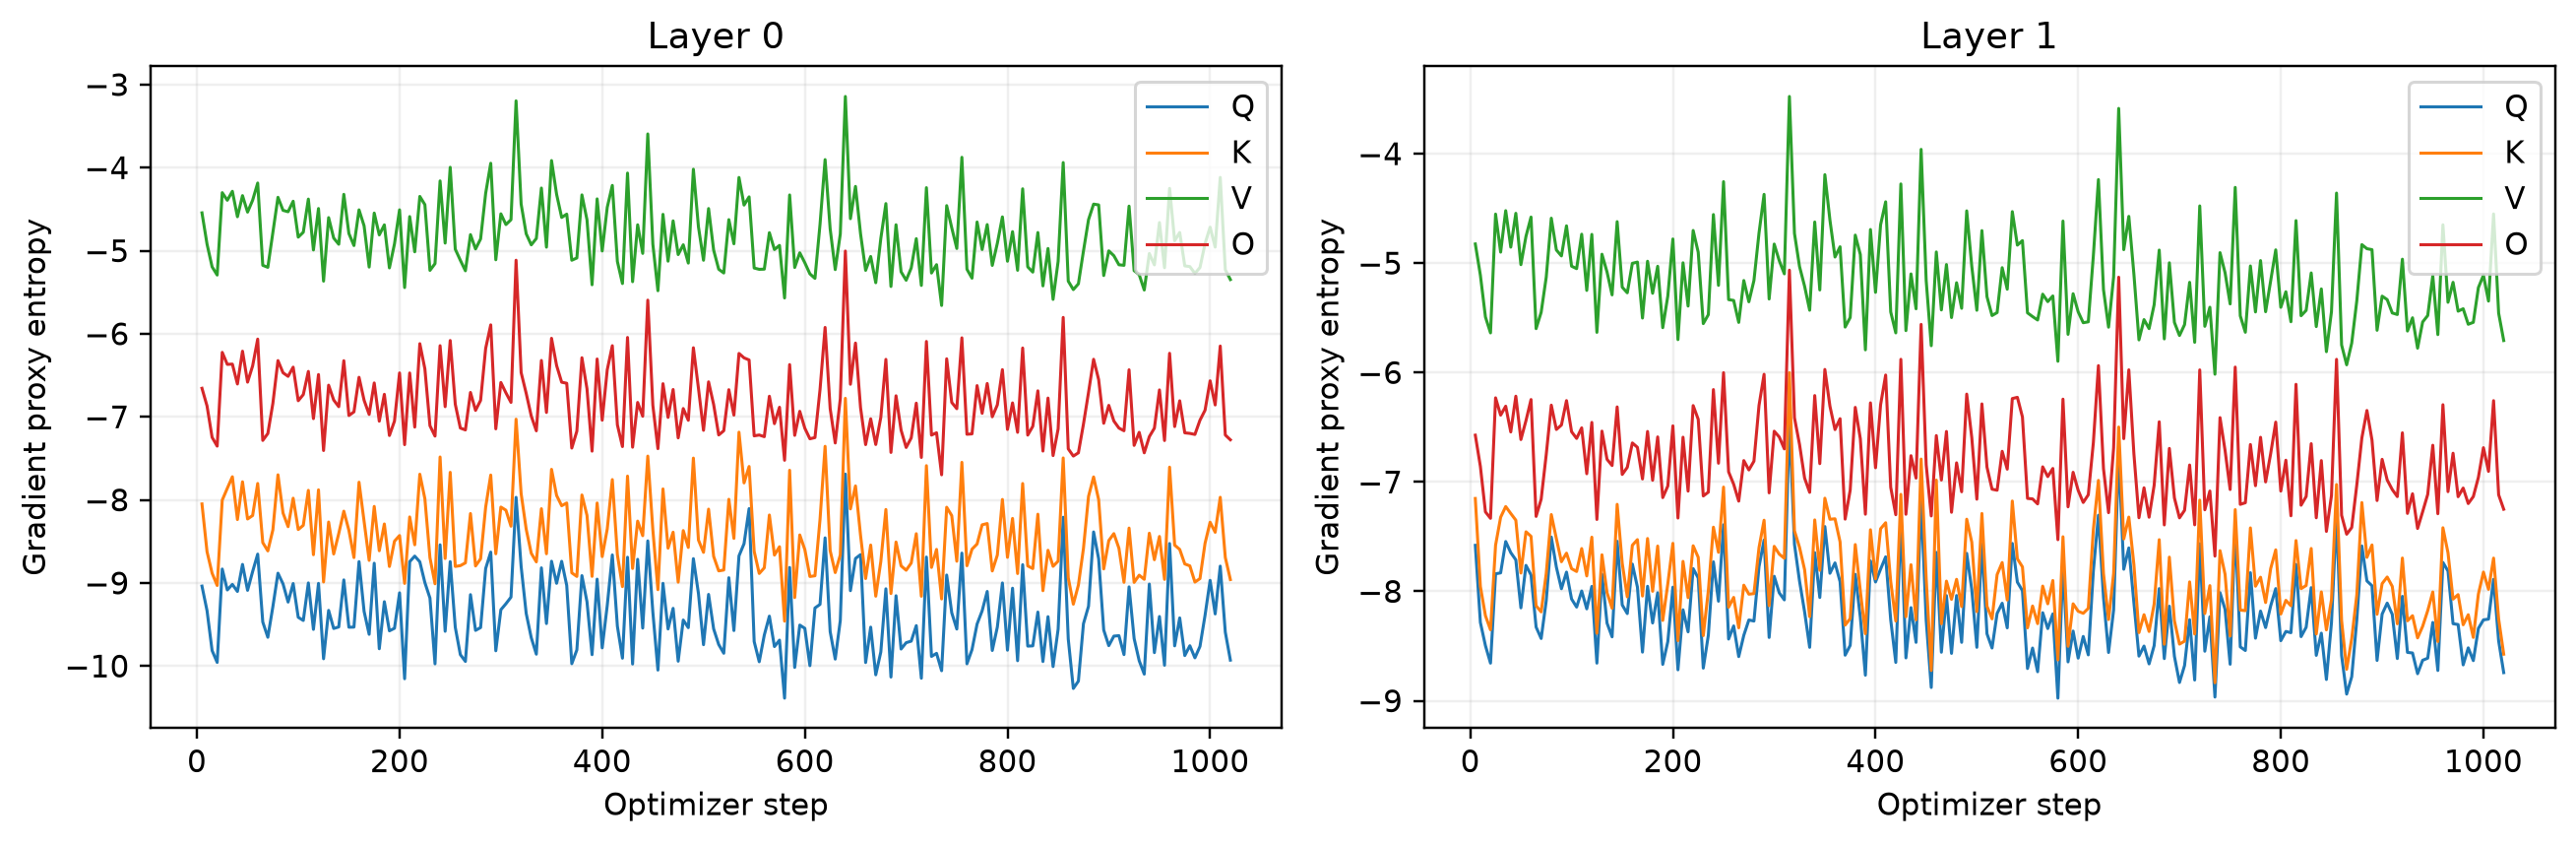 Layer 0
Gradient proxy entropy
−3
−4
−5
−6
−7
−8
−9
−10
Q
K
V
O
0
200
400
600
800
1000
Optimizer step
Layer 1
Gradient proxy entropy
−4
−5
−6
−7
−8
−9
Q
K
V
O
0
200
400
600
800
1000
Optimizer step